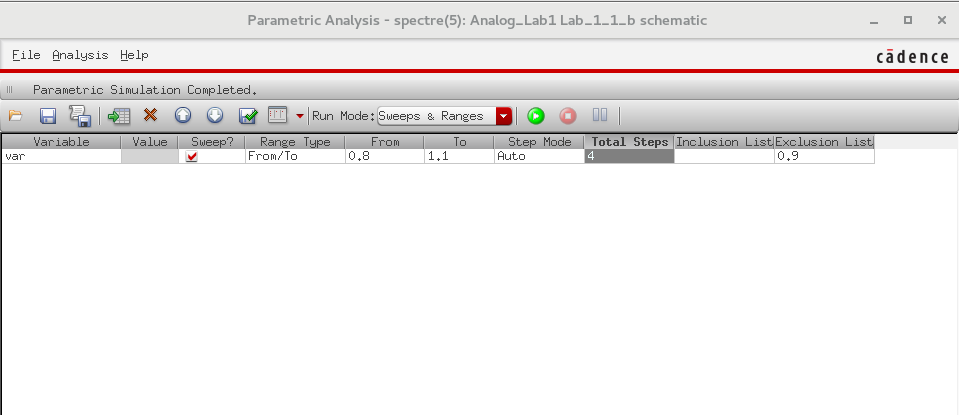 Parametric Analysis - spectre(5): Analog_Lab1 Lab_1_1_b schematic
File Analysis Help
cādence
Parametric Simulation Completed.
Run Mode: Sweeps & Ranges
Variable Value Sweep? Range Type From To Step Mode Total Steps Inclusion List Exclusion List
var From/To 0.8 1.1 Auto 4 0.9